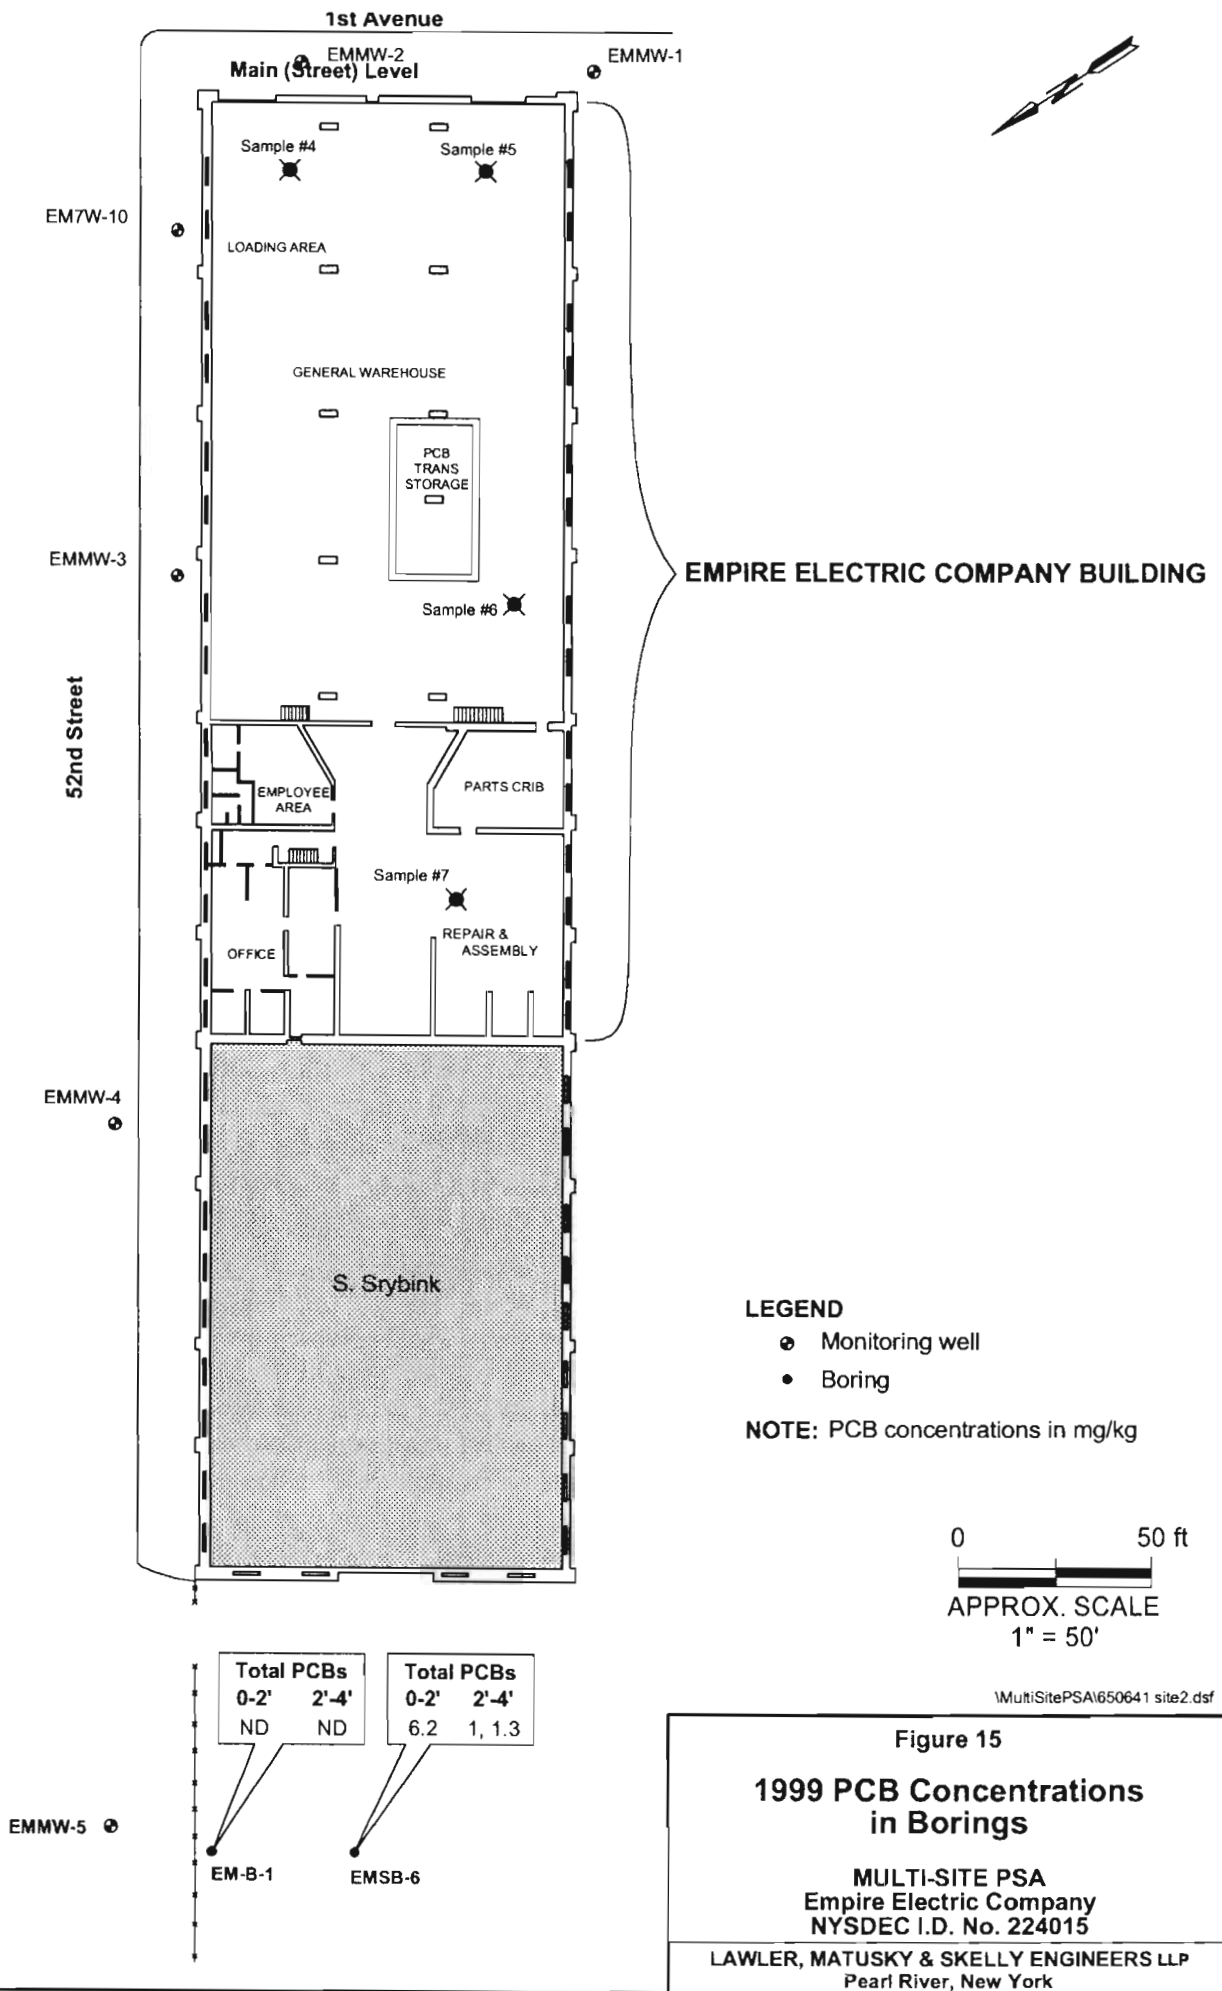 1st Avenue
EMMW-2
EMMW-1
Main (Street) Level
Sample #4
Sample #5
EM7W-10
LOADING AREA
GENERAL WAREHOUSE
PCB
TRANS
STORAGE
EMMW-3
EMPIRE ELECTRIC COMPANY BUILDING
Sample #6
52nd Street
EMPLOYEE
AREA
PARTS CRIB
Sample #7
REPAIR &
ASSEMBLY
OFFICE
EMMW-4
S. Srybink
LEGEND
Monitoring well
Boring
NOTE: PCB concentrations in mg/kg
0 50 ft
APPROX. SCALE
1" = 50'
\MultiSitePSA\650641 site2.dsf
Total PCBs
0-2' 2'-4'
ND ND
Total PCBs
0-2' 2'-4'
6.2 1, 1.3
EMMW-5
EM-B-1
EMSB-6
Figure 15
1999 PCB Concentrations
in Borings
MULTI-SITE PSA
Empire Electric Company
NYSDEC I.D. No. 224015
LAWLER, MATUSKY & SKELLY ENGINEERS LLP
Pearl River, New York